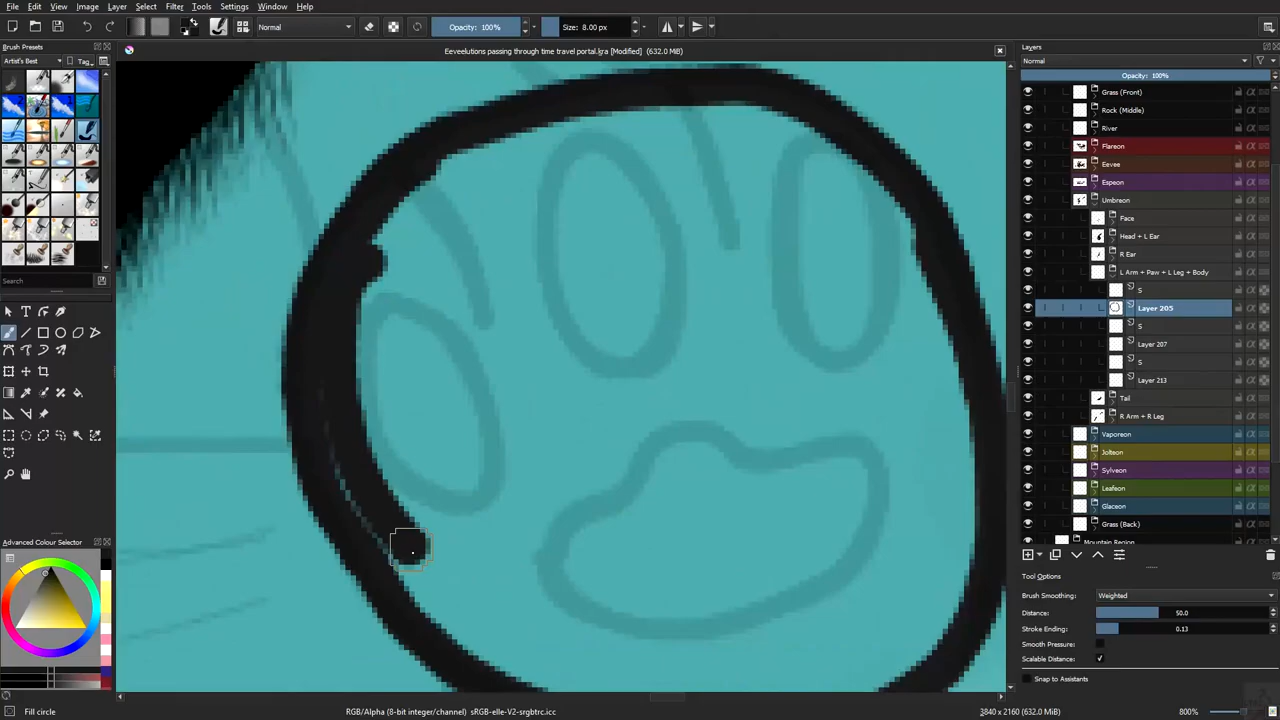 File Edit View Image Layer Select Filter Tools Settings Window Help
Normal
Opacity: 100%
Size: 8.00 px
Brush Presets
Eeveelutions passing through time travel portal.kra [Modified] (632.0 MiB)
Layers
Artist's Best
Tag
Normal
Opacity: 100%
Grass (Front)
Rock (Middle)
River
Flareon
Eevee
Espeon
Umbreon
Face
Head + L Ear
R Ear
L Arm + Paw + L Leg + Body
S
Layer 205
S
Layer 207
S
Layer 213
Tail
R Arm + R Leg
Vaporeon
Jolteon
Sylveon
Leafeon
Glaceon
Grass (Back)
Mountain Region
Search
Advanced Colour Selector
Tool Options
Brush Smoothing: Weighted
Distance: 50.0
Stroke Ending: 0.13
Smooth Pressure:
Scalable Distance:
Snap to Assistants
Fill circle
RGB/Alpha (8-bit integer/channel) sRGB-elle-V2-srgbtrc.icc
3840 x 2160 (632.0 MiB)
800%